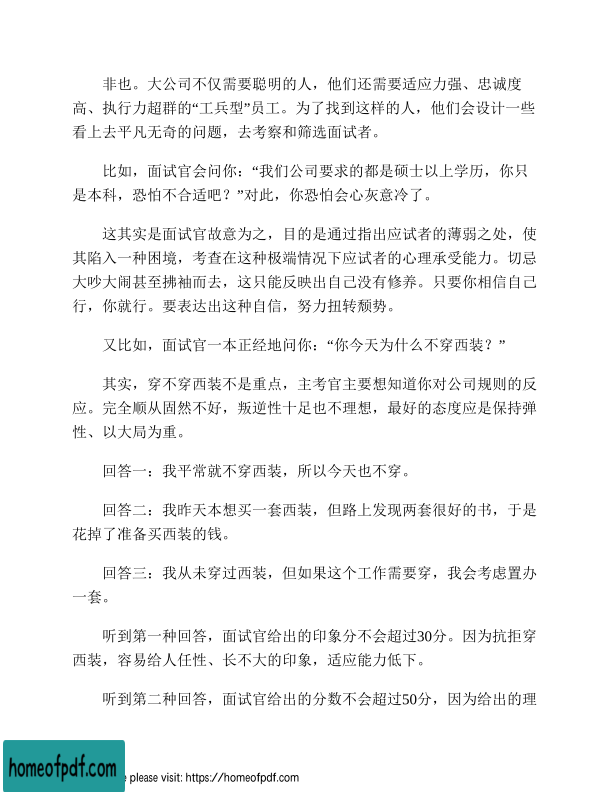 非也。大公司不仅需要聪明的人，他们还需要适应力强、忠诚度
高、执行力超群的“工兵型”员工。为了找到这样的人，他们会设计一些
看上去平凡无奇的问题，去考察和筛选面试者。
比如，面试官会问你：“我们公司要求的都是硕士以上学历，你只
是本科，恐怕不合适吧？”对此，你恐怕会心灰意冷了。
这其实是面试官故意为之，目的是通过指出应试者的薄弱之处，使
其陷入一种困境，考查在这种极端情况下应试者的心理承受能力。切忌
大吵大闹甚至拂袖而去，这只能反映出自己没有修养。只要你相信自己
行，你就行。要表达出这种自信，努力扭转颓势。
又比如，面试官一本正经地问你：“你今天为什么不穿西装？”
其实，穿不穿西装不是重点，主考官主要想知道你对公司规则的反
应。完全顺从固然不好，叛逆性十足也不理想，最好的态度应是保持弹
性、以大局为重。
回答一：我平常就不穿西装，所以今天也不穿。
回答二：我昨天本想买一套西装，但路上发现两套很好的书，于是
花掉了准备买西装的钱。
回答三：我从未穿过西装，但如果这个工作需要穿，我会考虑置办
一套。
听到第一种回答，面试官给出的印象分不会超过30分。因为抗拒穿
西装，容易给人任性、长不大的印象，适应能力低下。
听到第二种回答，面试官给出的分数不会超过50分，因为给出的理
homeofpdf.com
e please visit: https://homeofpdf.com